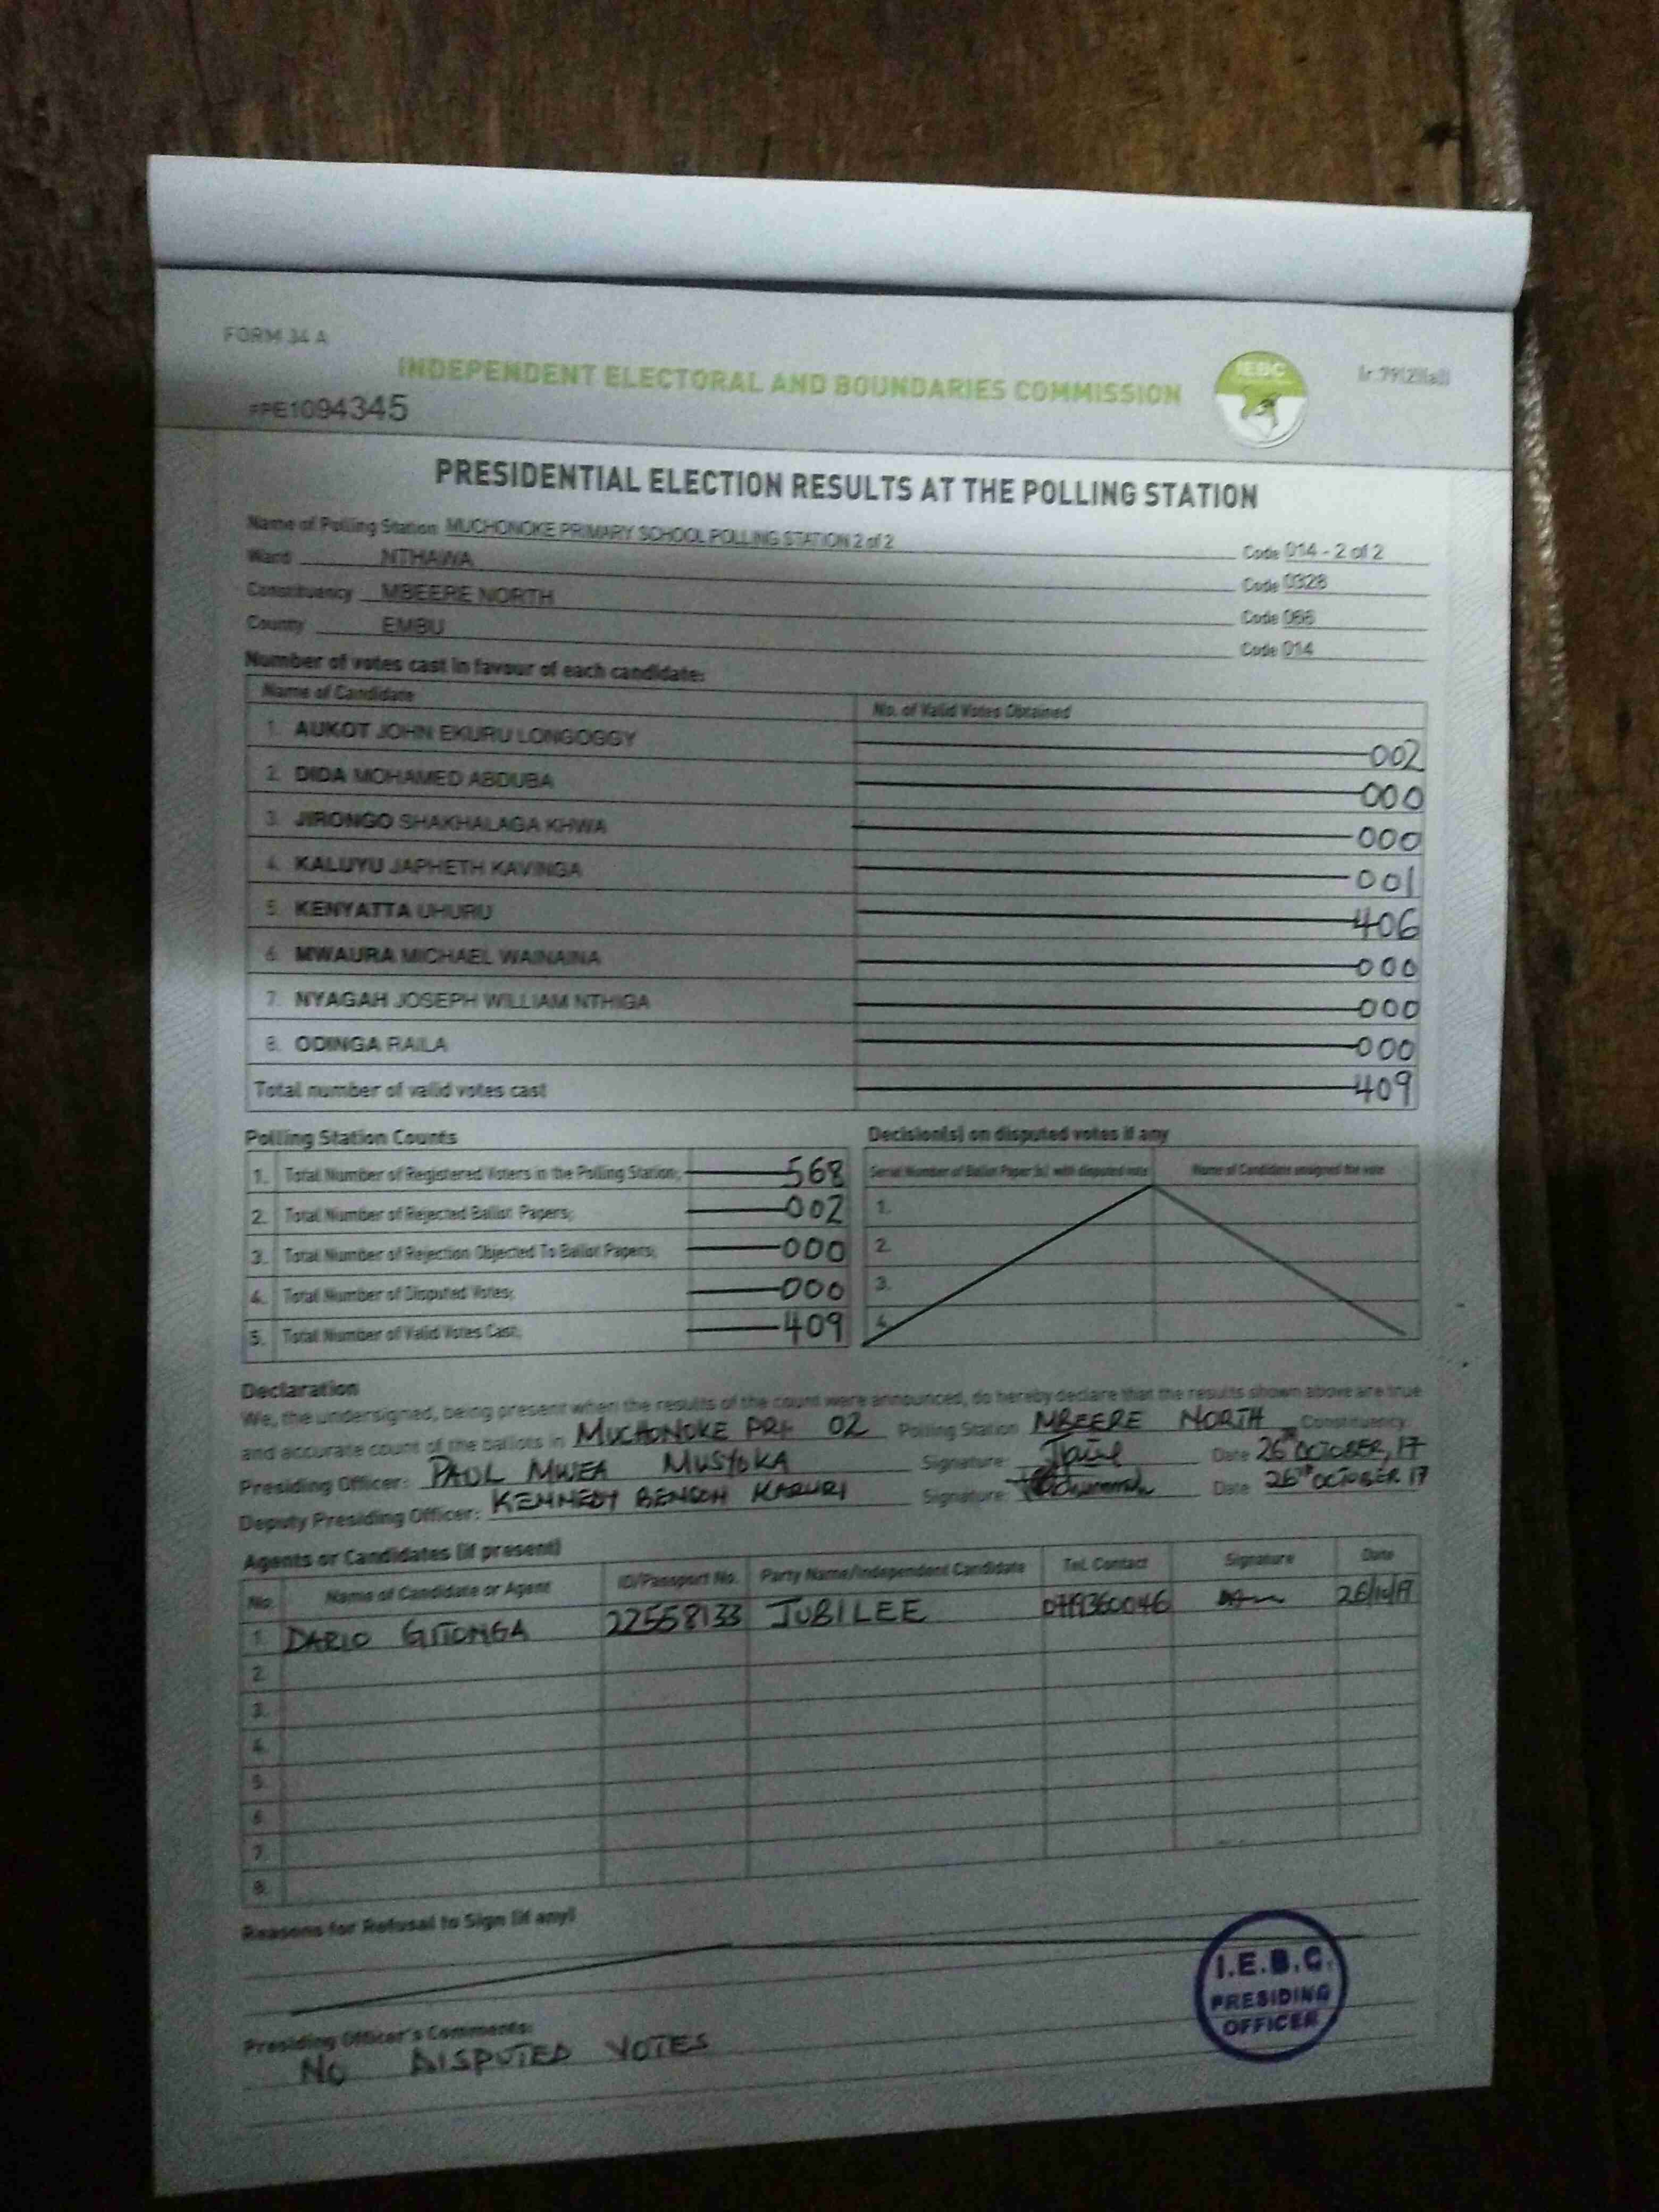 FORM 34 A
INDEPENDENT ELECTORAL AND BOUNDARIES COMMISSION
IEBC
PPE1094345
PRESIDENTIAL ELECTION RESULTS AT THE POLLING STATION
Name of Polling Station MUCHONOKE PRIMARY SCHOOL POLLING STATION 2 of 2 Code 014 - 2 of 2
Ward NTHAWA Code 0328
Constituency MBEERE NORTH Code 066
County EMBU Code 014
Number of votes cast in favour of each candidate:
Name of Candidate No. of Valid Votes Obtained
1. AUKOT JOHN EKURU LONGOGGY 002
2. DIDA MOHAMED ABDUBA 000
3. JIRONGO SHAKHALAGA KHWA 000
4. KALUYU JAPHETH KAVINGA 001
5. KENYATTA UHURU 406
6. MWAURA MICHAEL WAINAINA 000
7. NYAGAH JOSEPH WILLIAM NTHIGA 000
8. ODINGA RAILA 000
Total number of valid votes cast 409
Polling Station Counts
1. Total Number of Registered Voters in the Polling Station; 568
2. Total Number of Rejected Ballot Papers; 002
3. Total Number of Rejection Objected To Ballot Papers; 000
4. Total Number of Disputed Votes; 000
5. Total Number of Valid Votes Cast; 409
Decision(s) on disputed votes if any
Serial Number of Ballot Paper (s) with disputed vote Name of Candidate assigned the vote
1.
2.
3.
4.
Declaration
We, the undersigned, being present when the results of the count were announced, do hereby declare that the results shown above are true
and accurate count of the ballots in MUCHONOKE PRI 02 Polling Station MBEERE NORTH Constituency.
Presiding Officer: PAUL MWEA MUSYOKA Signature: Date 26TH OCTOBER, 17
Deputy Presiding Officer: KENNEDY BENSON KARURI Signature: Date 26TH OCTOBER 17
Agents or Candidates (if present)
No. Name of Candidate or Agent ID/Passport No. Party Name/Independent Candidate Tel. Contact Signature Date
1. DARIO GITONGA 22558133 JUBILEE 26/10/17
2.
3.
4.
5.
6
7.
8.
Reasons for Refusal to Sign (if any)
Presiding Officer's Comments:
NO DISPUTED VOTES
I.E.B.C.
PRESIDING
OFFICER